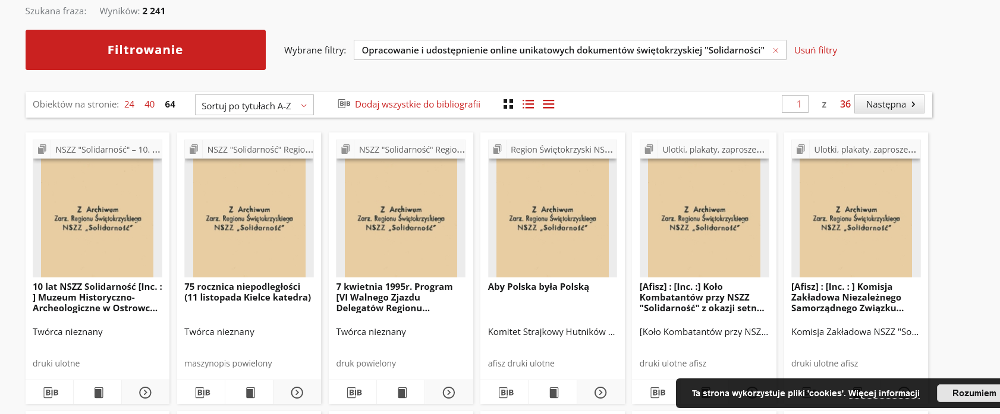 Szukana fraza: Wyników: 2 241
Filtrowanie
Wybrane filtry: Opracowanie i udostępnienie online unikatowych dokumentów świętokrzyskiej "Solidarności" × Usuń filtry
Obiektów na stronie: 24 40 64 Sortuj po tytułach A-Z BIB Dodaj wszystkie do bibliografii 1 z 36 Następna
NSZZ "Solidarność" – 10. ...
Z Archiwum
Zarz. Regionu Świętokrzyskiego
NSZZ „Solidarność”
10 lat NSZZ Solidarność [Inc. :
] Muzeum Historyczno-
Archeologiczne w Ostrowc...
Twórca nieznany
druki ulotne
BIB
NSZZ "Solidarność" Regio...
Z Archiwum
Zarz. Regionu Świętokrzyskiego
NSZZ „Solidarność”
75 rocznica niepodległości
(11 listopada Kielce katedra)
Twórca nieznany
maszynopis powielony
BIB
NSZZ "Solidarność" Regio...
Z Archiwum
Zarz. Regionu Świętokrzyskiego
NSZZ „Solidarność”
7 kwietnia 1995r. Program
[VI Walnego Zjazdu
Delegatów Regionu...
Twórca nieznany
druk powielony
BIB
Region Świętokrzyski NS...
Z Archiwum
Zarz. Regionu Świętokrzyskiego
NSZZ „Solidarność”
Aby Polska była Polską
Komitet Strajkowy Hutników ...
afisz druki ulotne
BIB
Ulotki, plakaty, zaprosze...
Z Archiwum
Zarz. Regionu Świętokrzyskiego
NSZZ „Solidarność”
[Afisz] : [Inc. :] Koło
Kombatantów przy NSZZ
"Solidarność" z okazji setn...
[Koło Kombatantów przy NSZ...
druki ulotne afisz
BIB
Ulotki, plakaty, zaprosze...
Z Archiwum
Zarz. Regionu Świętokrzyskiego
NSZZ „Solidarność”
[Afisz] : [Inc. : ] Komisja
Zakładowa Niezależnego
Samorządnego Związku...
Komisja Zakładowa NSZZ "So...
druki ulotne afisz
Ta strona wykorzystuje pliki 'cookies'. Więcej informacji Rozumiem